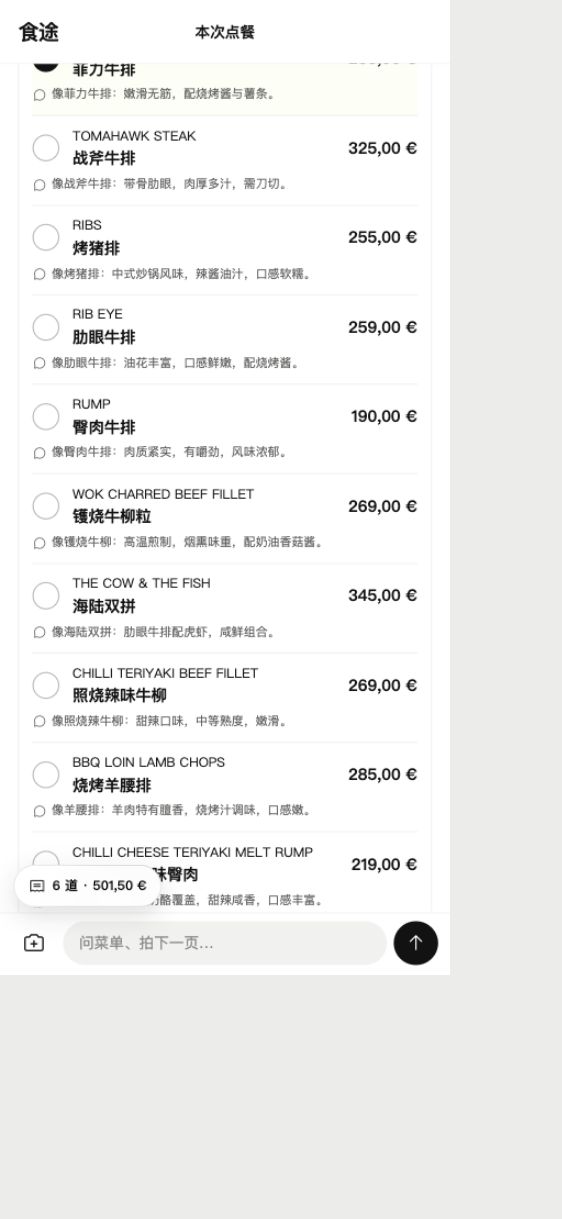 食途
本次点餐
菲力牛排
像菲力牛排：嫩滑无筋，配烧烤酱与薯条。
TOMAHAWK STEAK
战斧牛排
325,00 €
像战斧牛排：带骨肋眼，肉厚多汁，需刀切。
RIBS
烤猪排
255,00 €
像烤猪排：中式炒锅风味，辣酱油汁，口感软糯。
RIB EYE
肋眼牛排
259,00 €
像肋眼牛排：油花丰富，口感鲜嫩，配烧烤酱。
RUMP
臀肉牛排
190,00 €
像臀肉牛排：肉质紧实，有嚼劲，风味浓郁。
WOK CHARRED BEEF FILLET
镬烧牛柳粒
269,00 €
像镬烧牛柳：高温煎制，烟熏味重，配奶油香菇酱。
THE COW & THE FISH
海陆双拼
345,00 €
像海陆双拼：肋眼牛排配虎虾，咸鲜组合。
CHILLI TERIYAKI BEEF FILLET
照烧辣味牛柳
269,00 €
像照烧辣牛柳：甜辣口味，中等熟度，嫩滑。
BBQ LOIN LAMB CHOPS
烧烤羊腰排
285,00 €
像羊腰排：羊肉特有膻香，烧烤汁调味，口感嫩。
CHILLI CHEESE TERIYAKI MELT RUMP
味臀肉
219,00 €
酪覆盖，甜辣咸香，口感丰富。
6 道 · 501,50 €
问菜单、拍下一页...